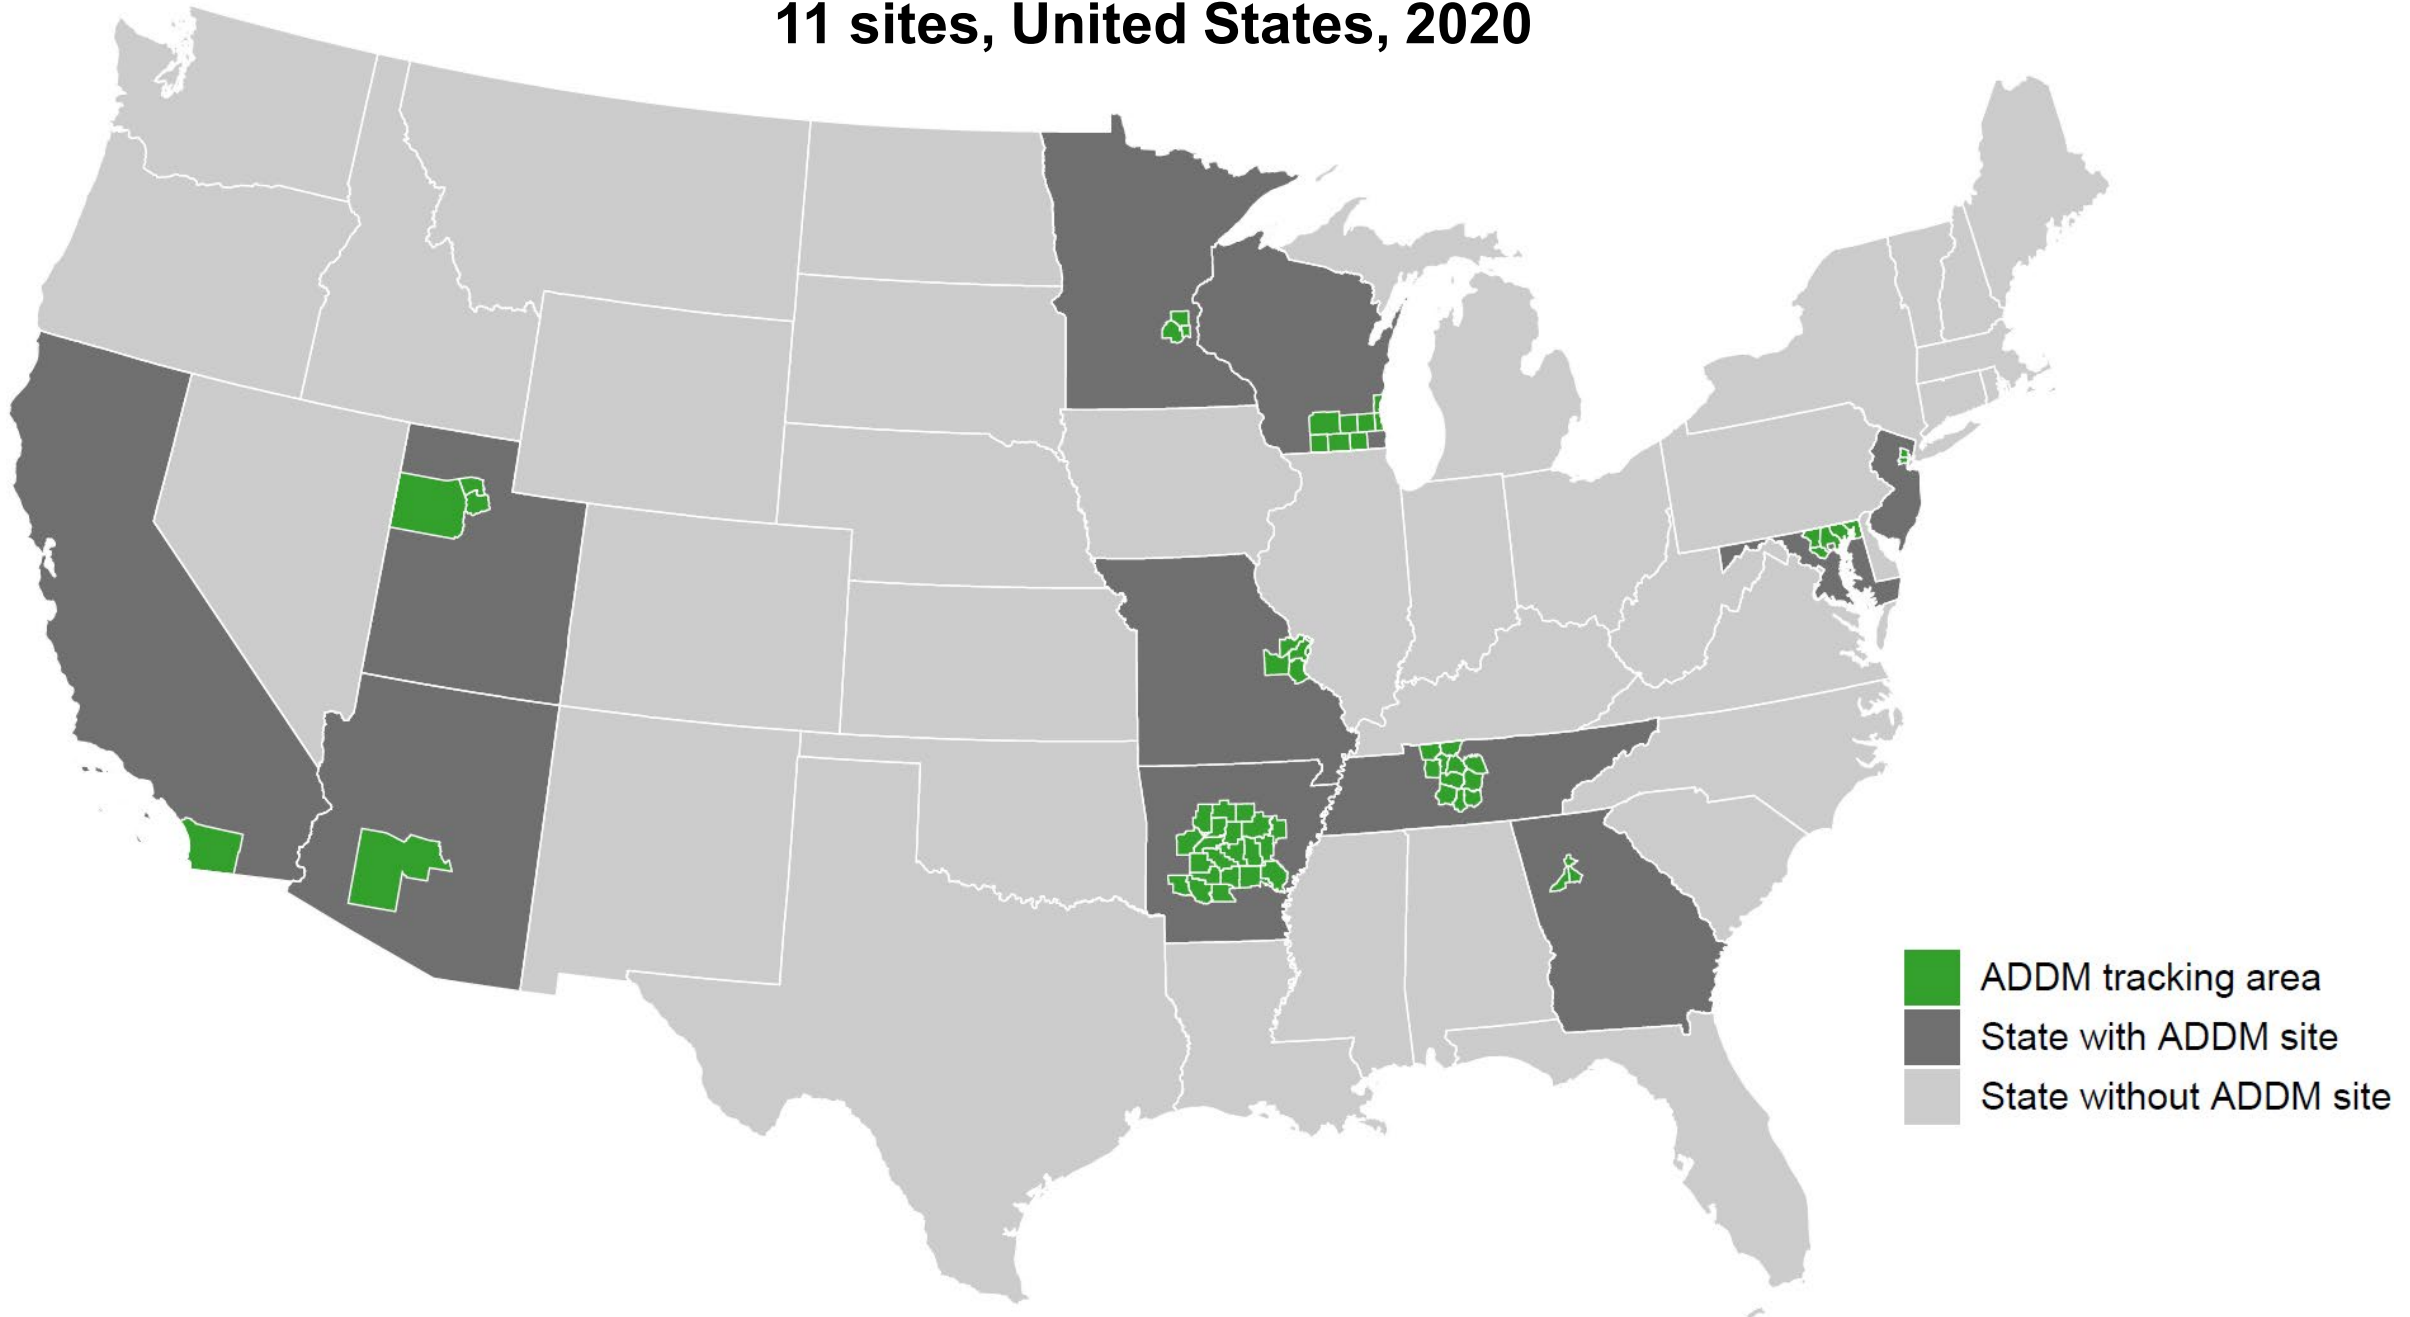 11 sites, United States, 2020
ADDM tracking area
State with ADDM site
State without ADDM site